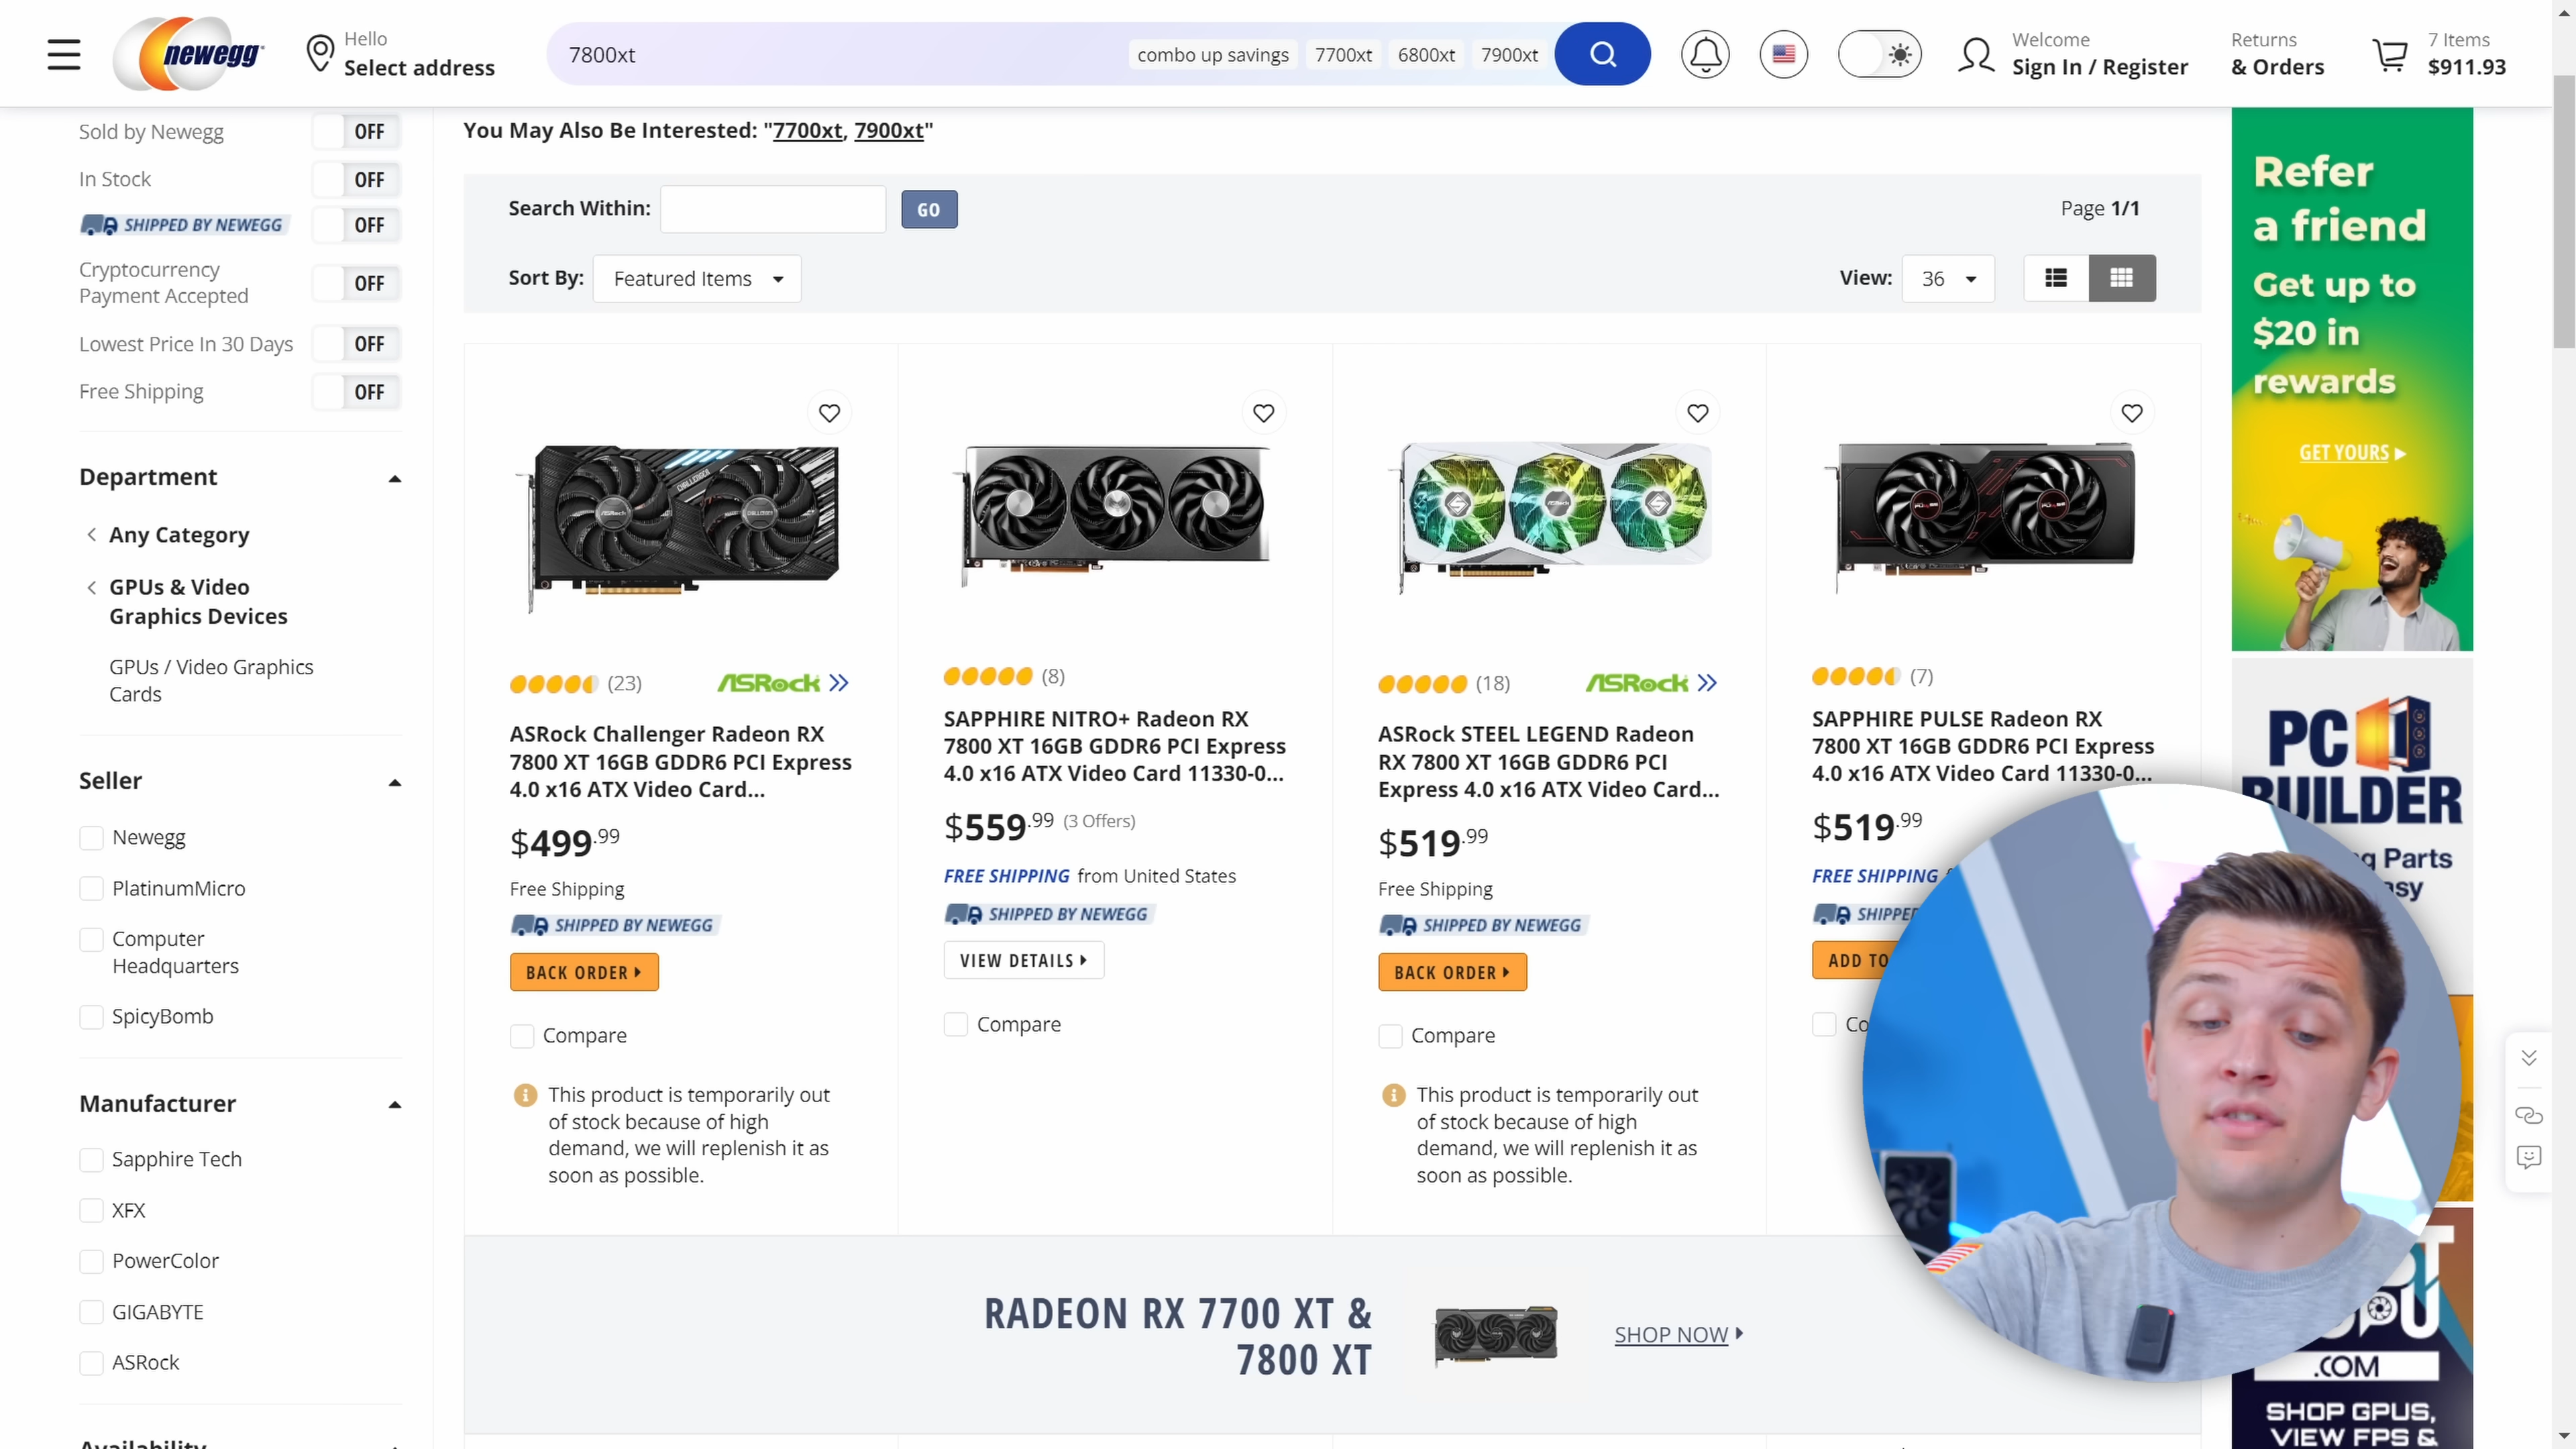 newegg
Hello
Select address
7800xt
combo up savings
7700xt
6800xt
7900xt
Welcome
Sign In / Register
Returns
& Orders
7 Items
$911.93
Sold by Newegg
OFF
In Stock
OFF
SHIPPED BY NEWEGG
OFF
Cryptocurrency
Payment Accepted
OFF
Lowest Price In 30 Days
OFF
Free Shipping
OFF
Department
Any Category
GPUs & Video
Graphics Devices
GPUs / Video Graphics
Cards
Seller
Newegg
PlatinumMicro
Computer
Headquarters
SpicyBomb
Manufacturer
Sapphire Tech
XFX
PowerColor
GIGABYTE
ASRock
Availability
You May Also Be Interested: "7700xt, 7900xt"
Search Within:
GO
Page 1/1
Sort By:
Featured Items
View:
36
(23)
ASRock
ASRock Challenger Radeon RX
7800 XT 16GB GDDR6 PCI Express
4.0 x16 ATX Video Card...
$499.99
Free Shipping
SHIPPED BY NEWEGG
BACK ORDER
Compare
This product is temporarily out
of stock because of high
demand, we will replenish it as
soon as possible.
(8)
SAPPHIRE NITRO+ Radeon RX
7800 XT 16GB GDDR6 PCI Express
4.0 x16 ATX Video Card 11330-0...
$559.99 (3 Offers)
FREE SHIPPING from United States
SHIPPED BY NEWEGG
VIEW DETAILS
Compare
(18)
ASRock
ASRock STEEL LEGEND Radeon
RX 7800 XT 16GB GDDR6 PCI
Express 4.0 x16 ATX Video Card...
$519.99
Free Shipping
SHIPPED BY NEWEGG
BACK ORDER
Compare
This product is temporarily out
of stock because of high
demand, we will replenish it as
soon as possible.
(7)
SAPPHIRE PULSE Radeon RX
7800 XT 16GB GDDR6 PCI Express
4.0 x16 ATX Video Card 11330-0...
$519.99
FREE SHIPPING
ADD TO
RADEON RX 7700 XT &
7800 XT
SHOP NOW
Refer
a friend
Get up to
$20 in
rewards
GET YOURS
PC
BUILDER
Parts
.COM
SHOP GPUS,
VIEW FPS &